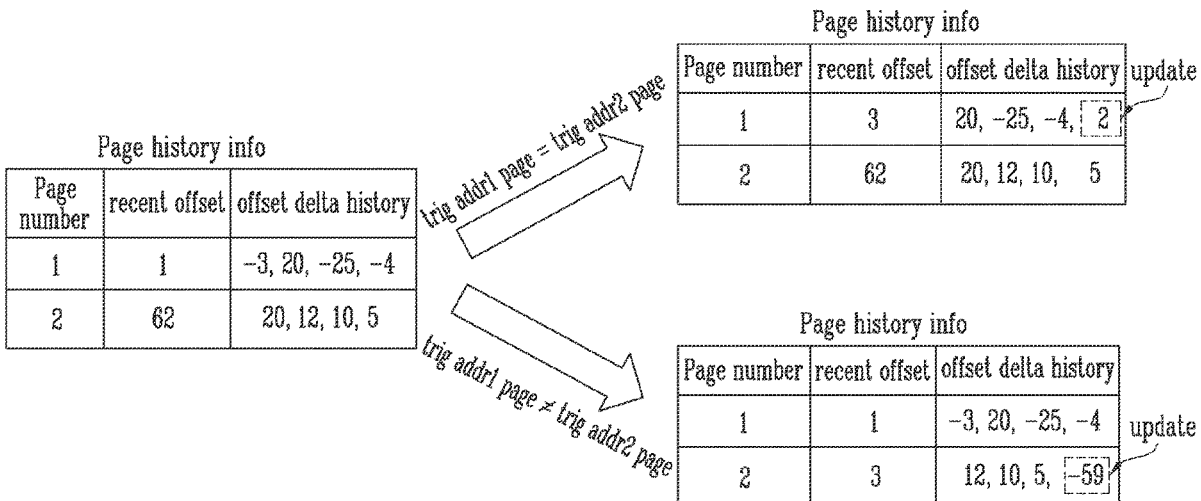 Page history info
Page number | recent offset | offset delta history
1 | 1 | -3, 20, -25, -4
2 | 62 | 20, 12, 10, 5
trig addr1 page = trig addr2 page
trig addr1 page ≠ trig addr2 page
Page history info
Page number | recent offset | offset delta history
update
1 | 3 | 20, -25, -4, 2
2 | 62 | 20, 12, 10, 5
Page history info
Page number | recent offset | offset delta history
1 | 1 | -3, 20, -25, -4
update
2 | 3 | 12, 10, 5, -59